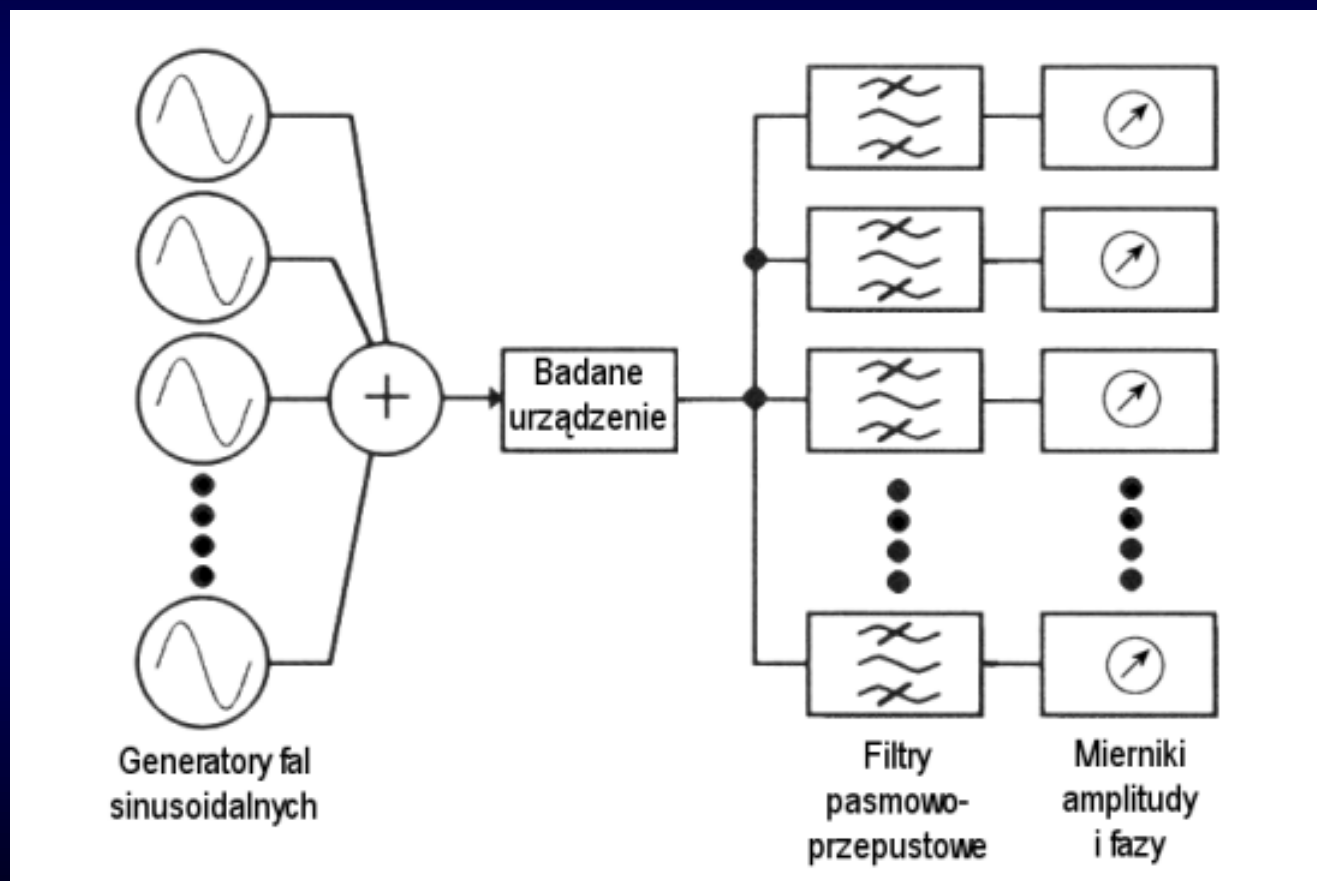 Badane
urządzenie
Generatory fal
sinusoidalnych
Filtry
pasmowo-
przepustowe
Mierniki
amplitudy
i fazy